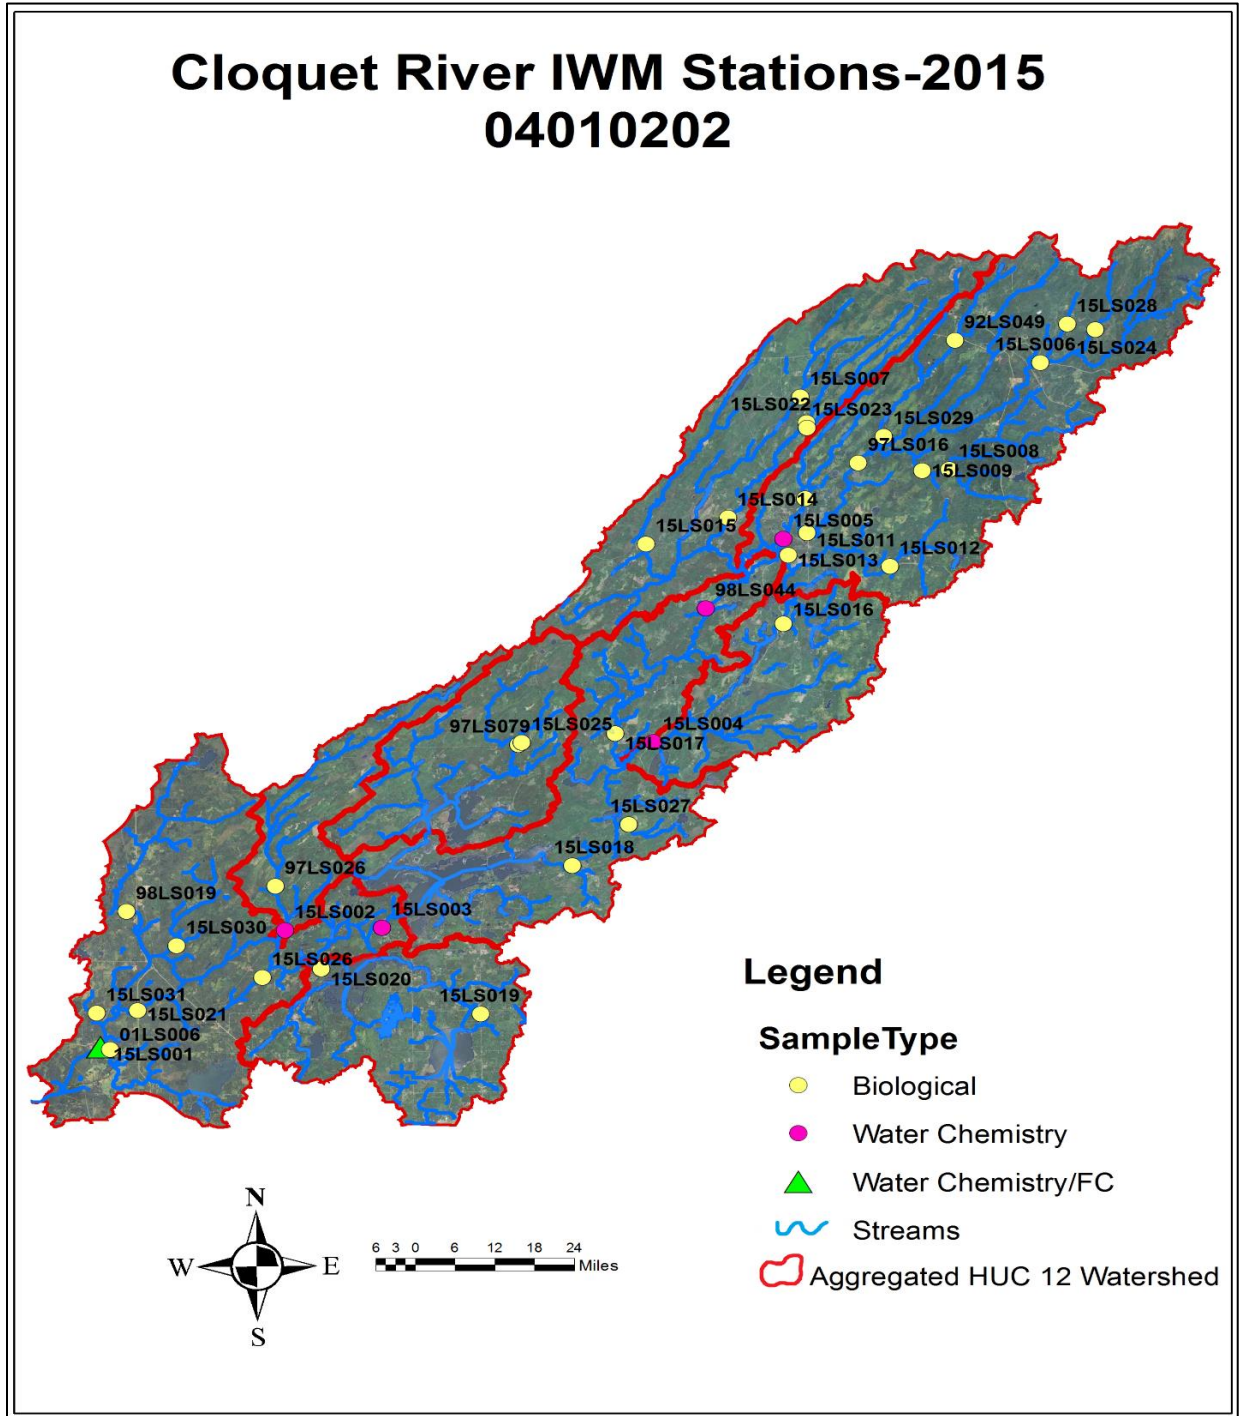 Cloquet River IWM Stations-2015
04010202
15LS028
92LS049
15LS006
15LS024
15LS007
15LS022
15LS023
15LS029
97LS016
15LS008
15LS009
15LS014
15LS015
15LS005
15LS011
15LS013
15LS012
98LS044
15LS016
97LS079
15LS025
15LS004
15LS017
15LS027
15LS018
97LS026
98LS019
15LS002
15LS003
15LS030
15LS026
15LS020
15LS019
15LS031
15LS021
01LS006
15LS001
Legend
SampleType
Biological
Water Chemistry
Water Chemistry/FC
Streams
Aggregated HUC 12 Watershed
N
W
E
S
6 3 0 6 12 18 24
Miles